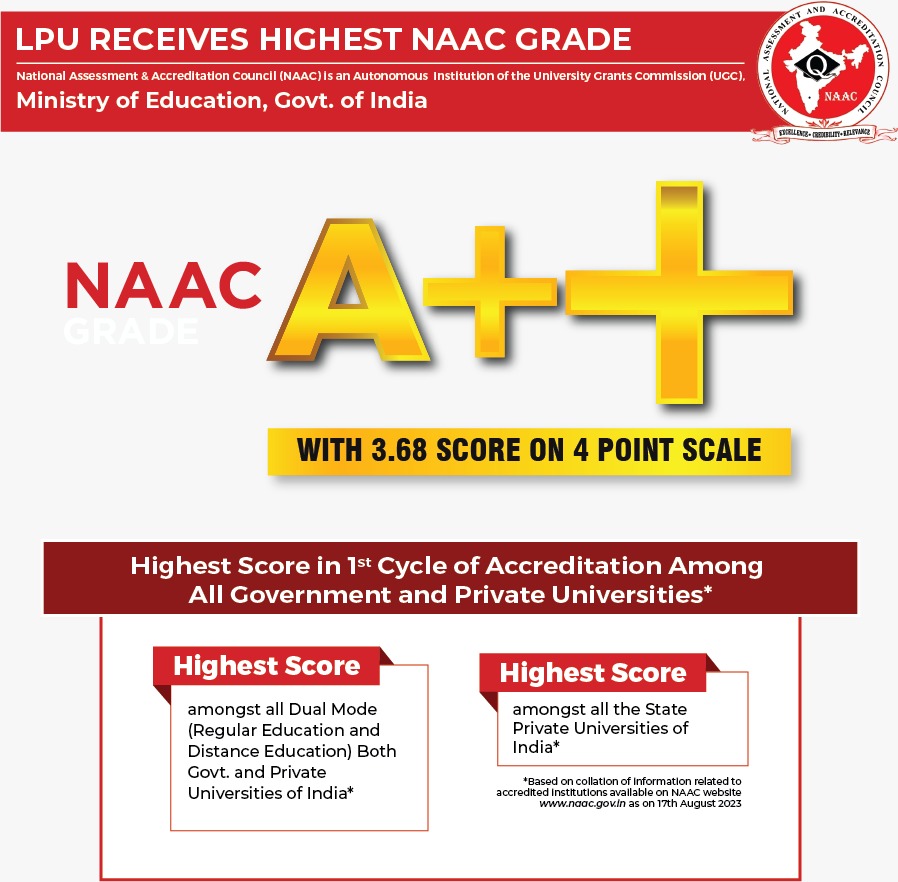 LPU RECEIVES HIGHEST NAAC GRADE
National Assessment & Accreditation Council (NAAC) is an Autonomous Institution of the University Grants Commission (UGC),
Ministry of Education, Govt. of India
NATIONAL ASSESSMENT AND ACCREDITATION COUNCIL
Q
NAAC
EXCELLENCE • CREDIBILITY • RELEVANCE
NAAC
GRADE
A++
WITH 3.68 SCORE ON 4 POINT SCALE
Highest Score in 1st Cycle of Accreditation Among
All Government and Private Universities*
Highest Score
amongst all Dual Mode
(Regular Education and
Distance Education) Both
Govt. and Private
Universities of India*
Highest Score
amongst all the State
Private Universities of
India*
*Based on collation of information related to
accredited institutions available on NAAC website
www.naac.gov.in as on 17th August 2023